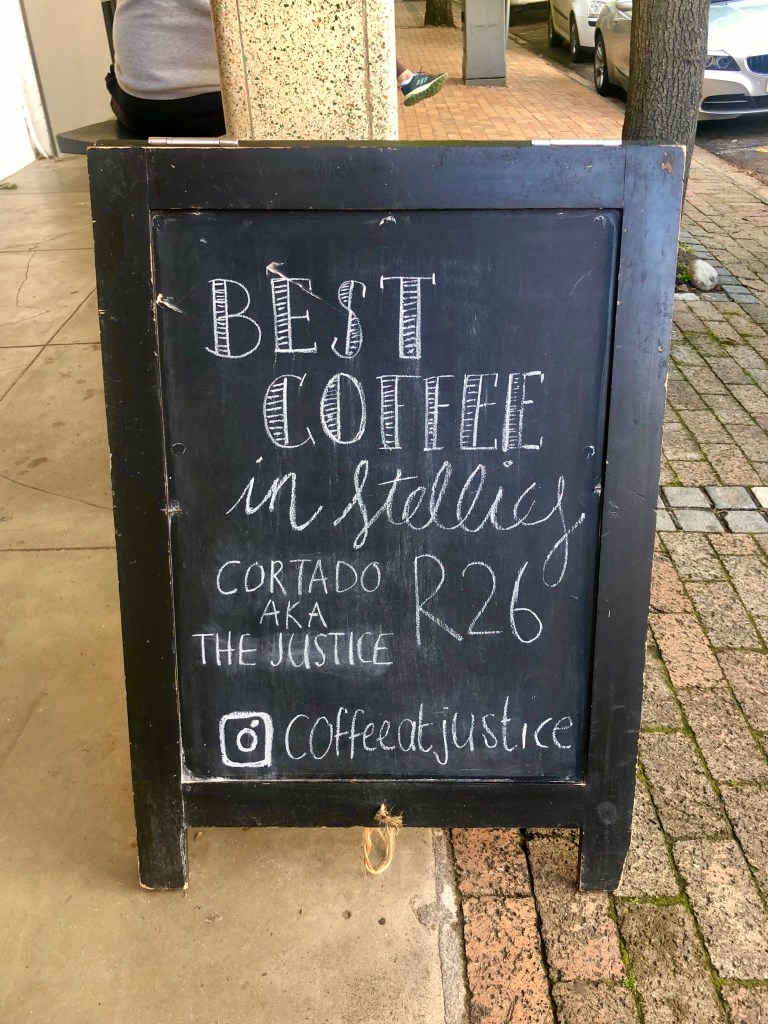 BEST
COFFEE
in Stellies
CORTADO
AKA
THE JUSTICE
R26
coffeeatjustice